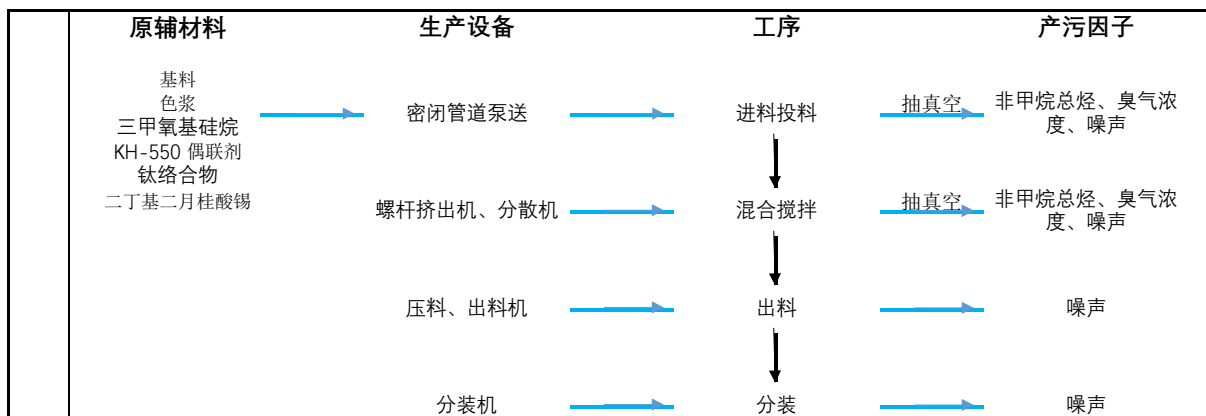 原辅材料 生产设备 工序 产污因子
基料
色浆
三甲氧基硅烷
KH-550 偶联剂
钛络合物
二丁基二月桂酸锡
密闭管道泵送 进料投料 抽真空 非甲烷总烃、臭气浓
度、噪声
螺杆挤出机、分散机 混合搅拌 抽真空 非甲烷总烃、臭气浓
度、噪声
压料、出料机 出料 噪声
分装机 分装 噪声